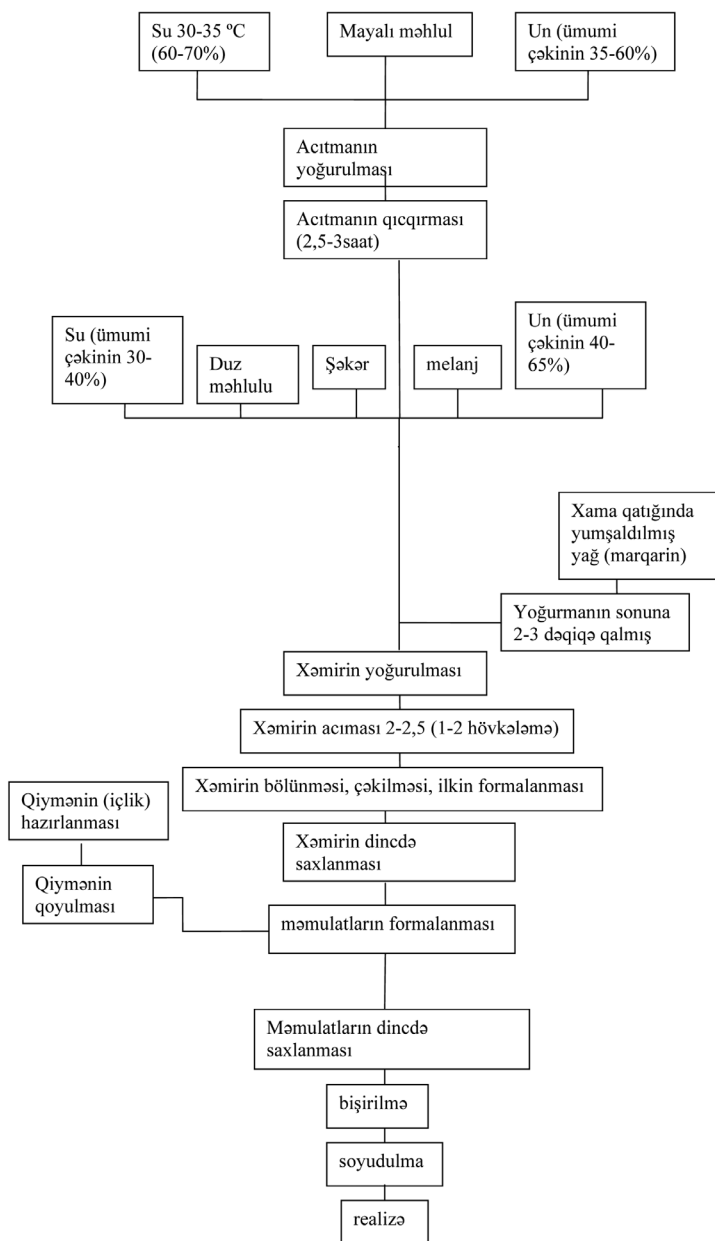 Su 30-35 ºC
(60-70%)
Mayalı məhlul
Un (ümumi
çəkinin 35-60%)
Acıtmanın
yoğurulması
Acıtmanın qıcqırması
(2,5-3saat)
Su (ümumi
çəkinin 30-
40%)
Duz
məhlulu
Şəkər
melanj
Un (ümumi
çəkinin 40-
65%)
Xama qatığında
yumşaldılmış
yağ (marqarin)
Yoğurmanın sonuna
2-3 dəqiqə qalmış
Xəmirin yoğurulması
Xəmirin acıması 2-2,5 (1-2 hövkələmə)
Xəmirin bölünməsi, çəkilməsi, ilkin formalanması
Qiymənin (içlik)
hazırlanması
Xəmirin dincdə
saxlanması
Qiymənin
qoyulması
məmulatların formalanması
Məmulatların dincdə
saxlanması
bişirilmə
soyudulma
realizə